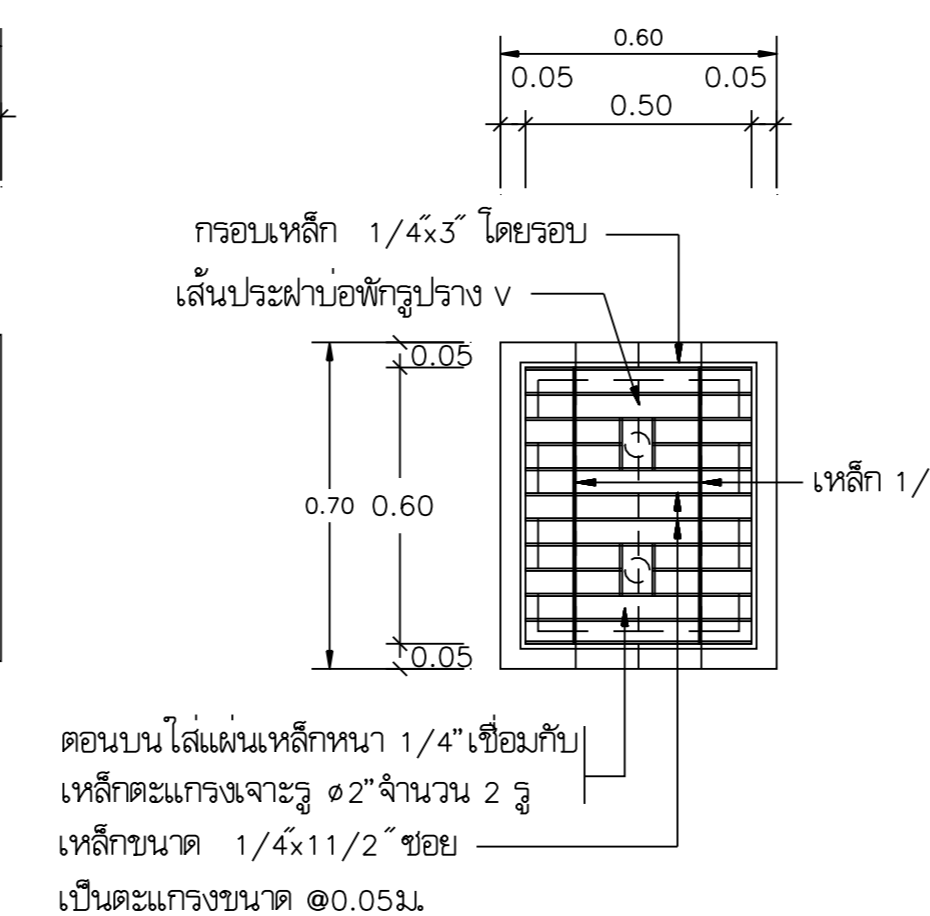 0.60
0.05 0.05
0.50
กรอบเหล็ก 1/4"x3" โดยรอบ
เส้นประฝาบ่อพักรูปราง V
0.05
เหล็ก 1/
0.70 0.60
0.05
ตอนบนใส่แผ่นเหล็กหนา 1/4"เชื่อมกับ
เหล็กตะแกรงเจาะรู ø2"จำนวน 2 รู
เหล็กขนาด 1/4"x11/2"ซอย
เป็นตะแกรงขนาด @0.05ม.